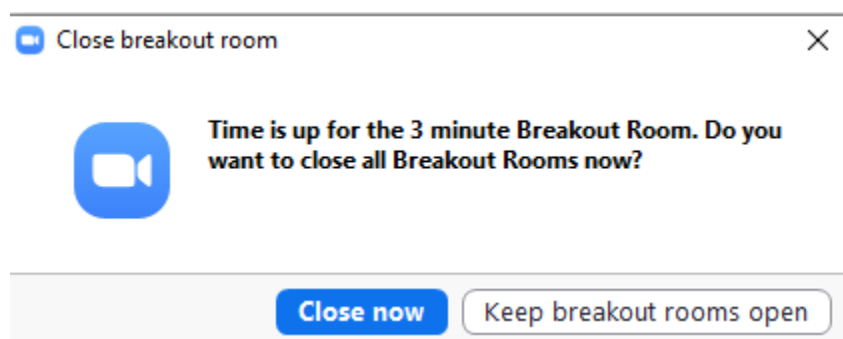 Close breakout room
Time is up for the 3 minute Breakout Room. Do you
want to close all Breakout Rooms now?
Close now
Keep breakout rooms open